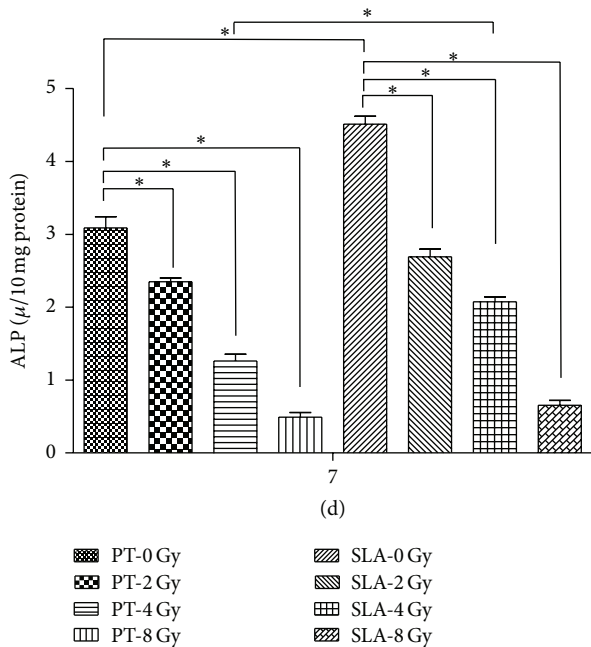 *
*
*
*
*
*
*
*
5
4
3
2
1
0
ALP (μ/10 mg protein)
7
(d)
PT-0 Gy
PT-2 Gy
PT-4 Gy
PT-8 Gy
SLA-0 Gy
SLA-2 Gy
SLA-4 Gy
SLA-8 Gy